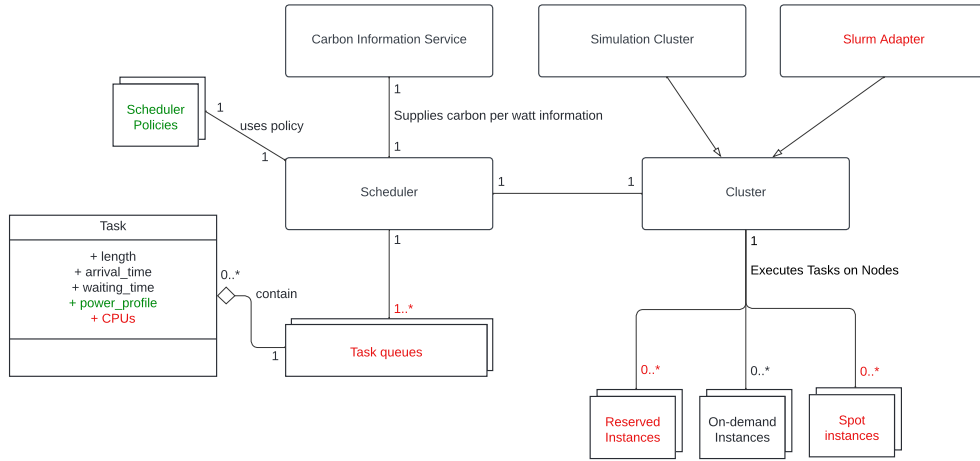 Carbon Information Service
Simulation Cluster
Slurm Adapter
Scheduler
Policies
1
uses policy
1
1
Supplies carbon per watt information
1
Scheduler
1
1
Cluster
Task
+ length
+ arrival_time
+ waiting_time
+ power_profile
+ CPUs
0..*
contain
1
1
1..*
Task queues
1
Executes Tasks on Nodes
0..*
0..*
0..*
Reserved
Instances
On-demand
Instances
Spot
instances